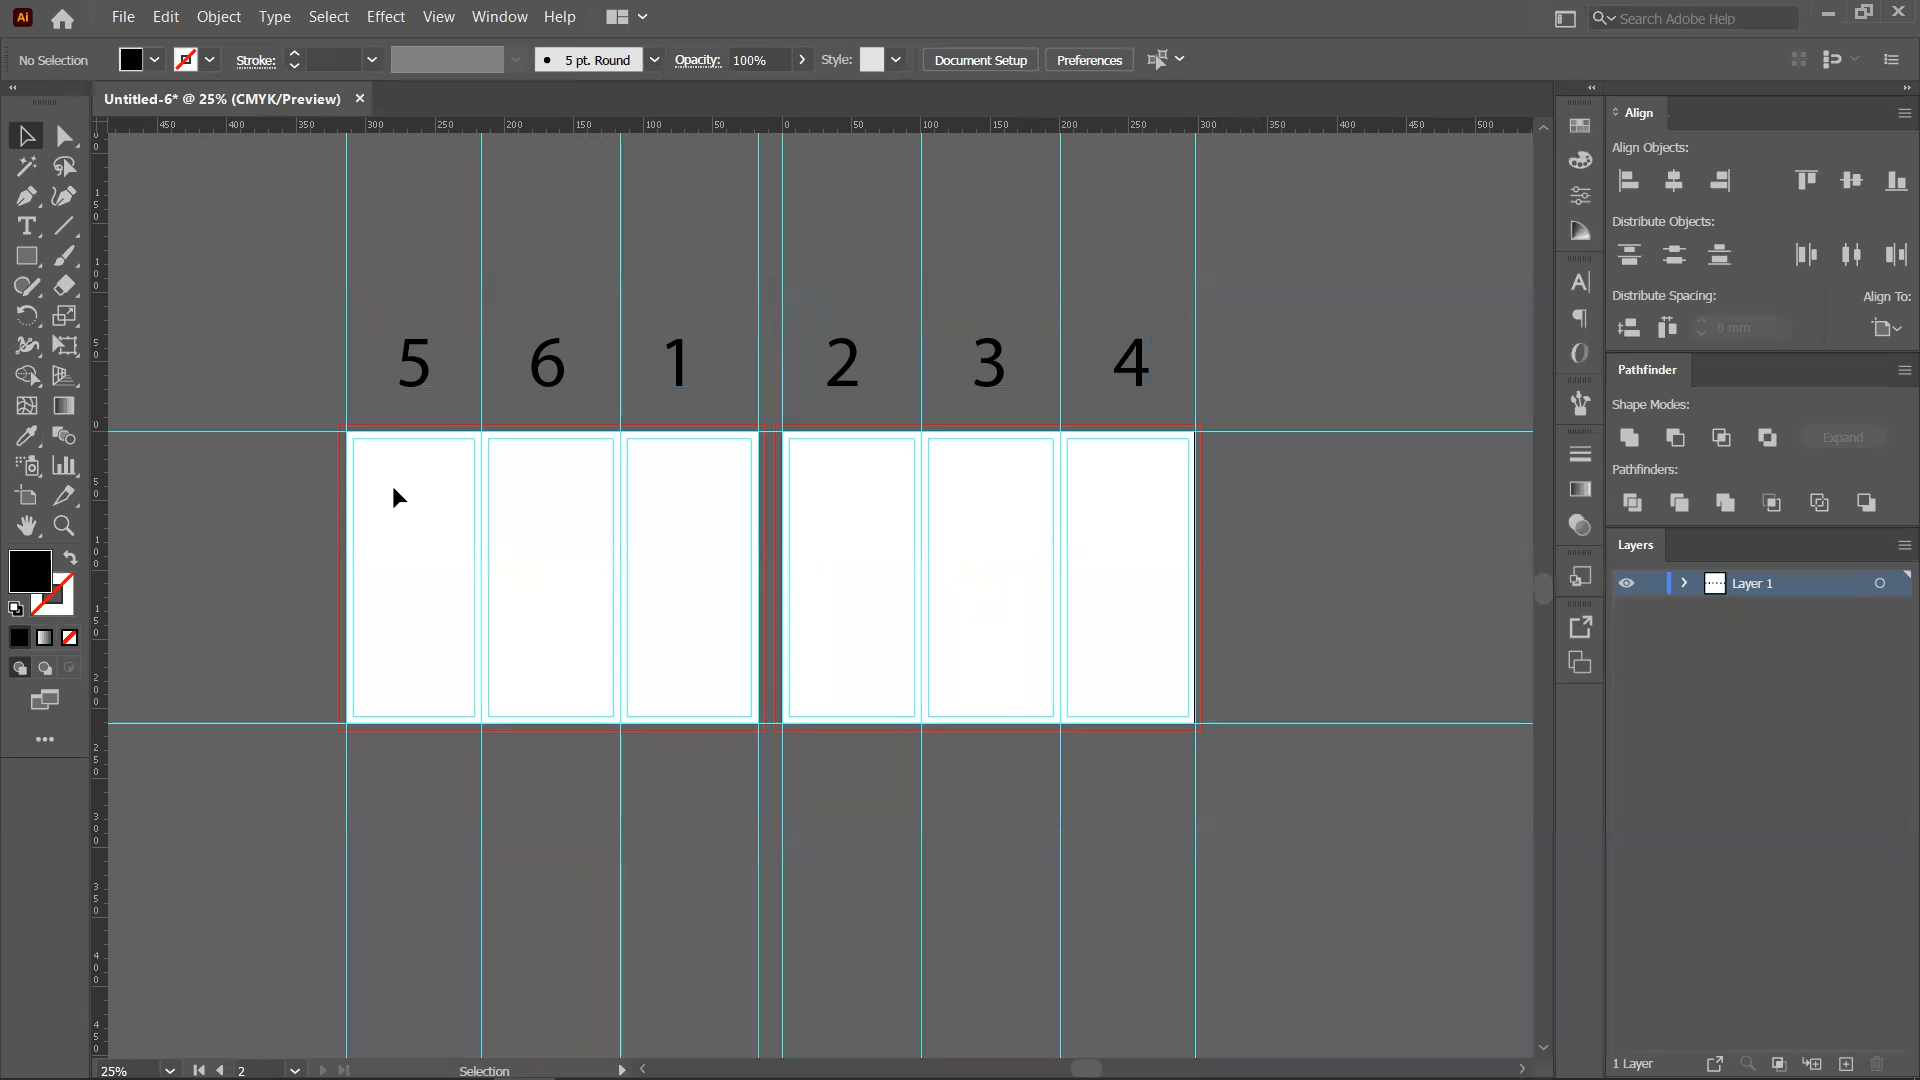 Ai File Edit Object Type Select Effect View Window Help Search Adobe Help
No Selection Stroke: 5 pt. Round Opacity: 100% Style: Document Setup Preferences
Untitled-6* @ 25% (CMYK/Preview)
450 400 350 300 250 200 150 100 50 0 50 100 150 200 250 300 350 400 450 500
Align
Align Objects:
Distribute Objects:
Distribute Spacing: Align To:
0 mm
5 6 1 2 3 4
Pathfinder
Shape Modes:
Expand
Pathfinders:
Layers
Layer 1
1 Layer
25% 2 Selection